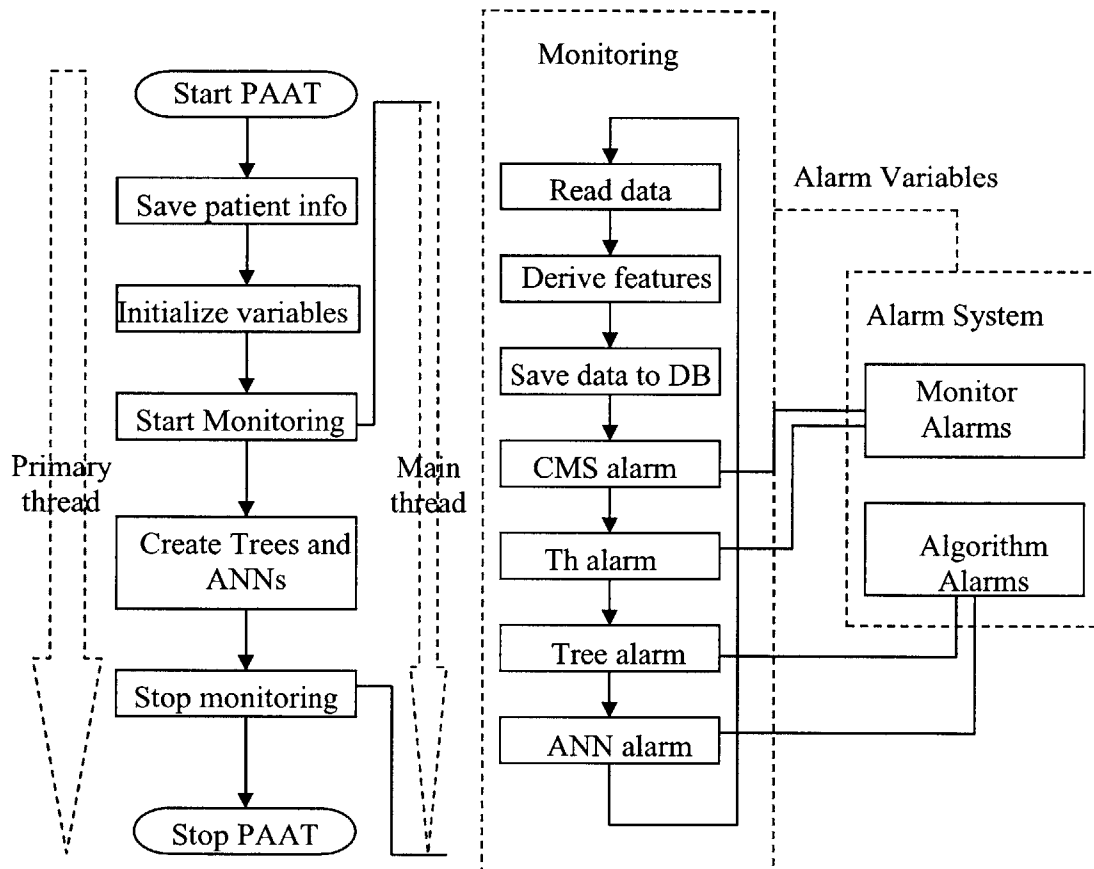 Start PAAT
Save patient info
Initialize variables
Start Monitoring
Primary
thread
Create Trees and
ANNs
Stop monitoring
Stop PAAT
Main
thread
Monitoring
Read data
Derive features
Save data to DB
CMS alarm
Th alarm
Tree alarm
ANN alarm
Alarm Variables
Alarm System
Monitor
Alarms
Algorithm
Alarms